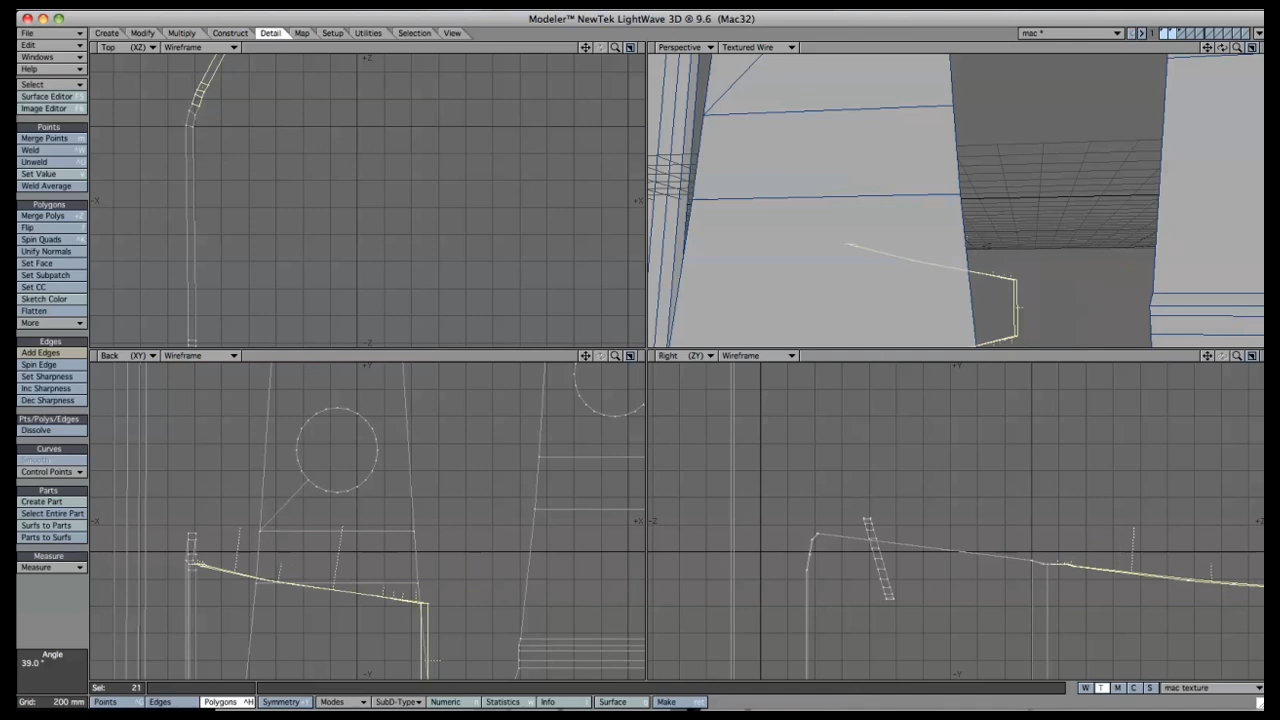 Modeler™ NewTek LightWave 3D ® 9.6 (Mac32)
File Create Modify Multiply Construct Detail Map Setup Utilities Selection View mac * 1
Edit Top (XZ) Wireframe Perspective Textured Wire
Windows
Help
Select
Surface Editor
Image Editor
Points
Merge Points m
Weld ^W
Unweld ^U
Set Value v
Weld Average
Polygons
Merge Polys
Flip f
Spin Quads ^K
Unify Normals
Set Face
Set Subpatch
Set CC
Sketch Color
Flatten
More
Edges
Add Edges
Spin Edge
Set Sharpness
Inc Sharpness
Dec Sharpness
Pts/Polys/Edges
Dissolve
Curves
Smooth
Control Points
Parts
Create Part
Select Entire Part
Surfs to Parts
Parts to Surfs
Measure
Measure
-X +X +Z -Z
Back (XY) Wireframe Right (ZY) Wireframe
+Y +Y
-X +X -Z
-Y -Y
Angle
39.0 °
Sel: 21 W T M C S mac texture
Grid: 200 mm Points Edges Polygons ^H Symmetry Modes SubD-Type Numeric Statistics Info Surface Make